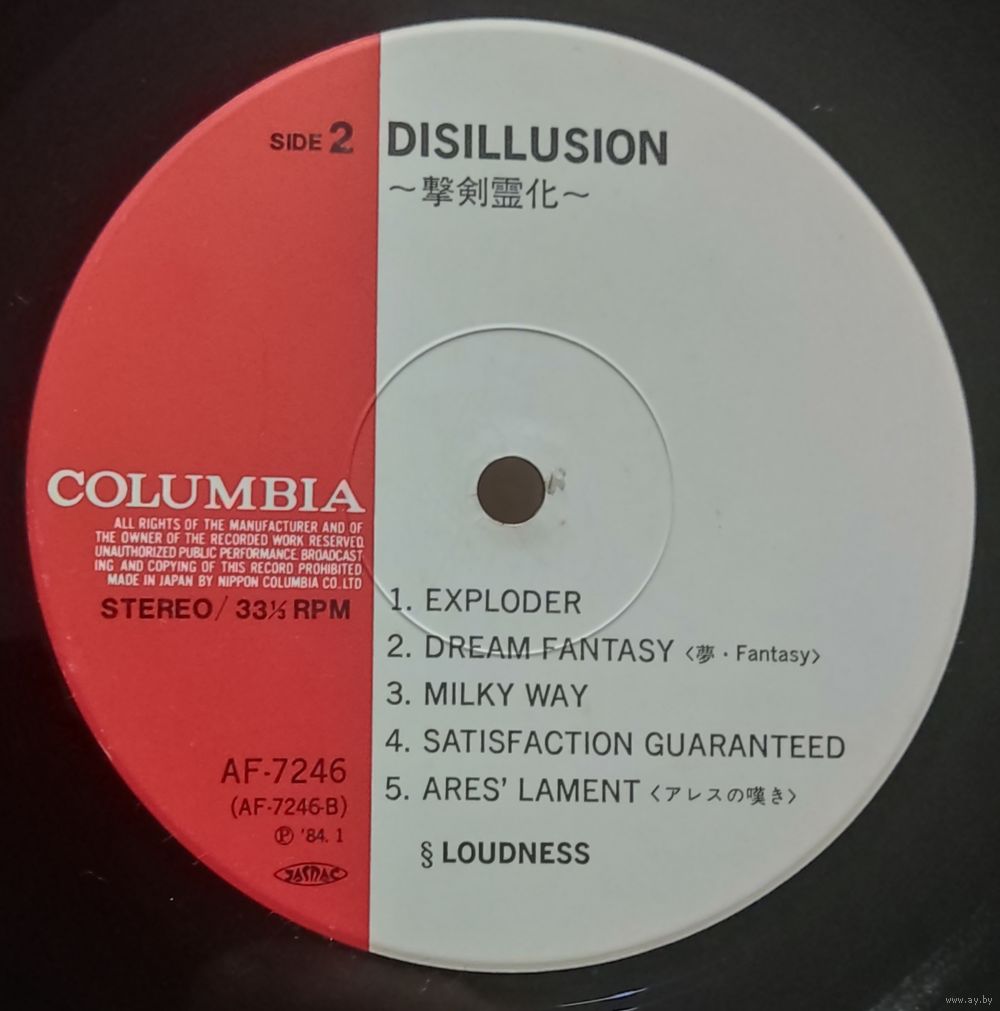 SIDE 2
DISILLUSION
～撃剣霊化～
COLUMBIA
ALL RIGHTS OF THE MANUFACTURER AND OF
THE OWNER OF THE RECORDED WORK RESERVED
UNAUTHORIZED PUBLIC PERFORMANCE BROADCAST
ING AND COPYING OF THIS RECORD PROHIBITED
MADE IN JAPAN BY NIPPON COLUMBIA CO. LTD
STEREO/33⅓ RPM
1. EXPLODER
2. DREAM FANTASY〈夢・Fantasy〉
3. MILKY WAY
4. SATISFACTION GUARANTEED
5. ARES' LAMENT〈アレスの嘆き〉
§ LOUDNESS
AF-7246
(AF-7246-B)
Ⓟ '84. 1
JASRAC
www.ay.by